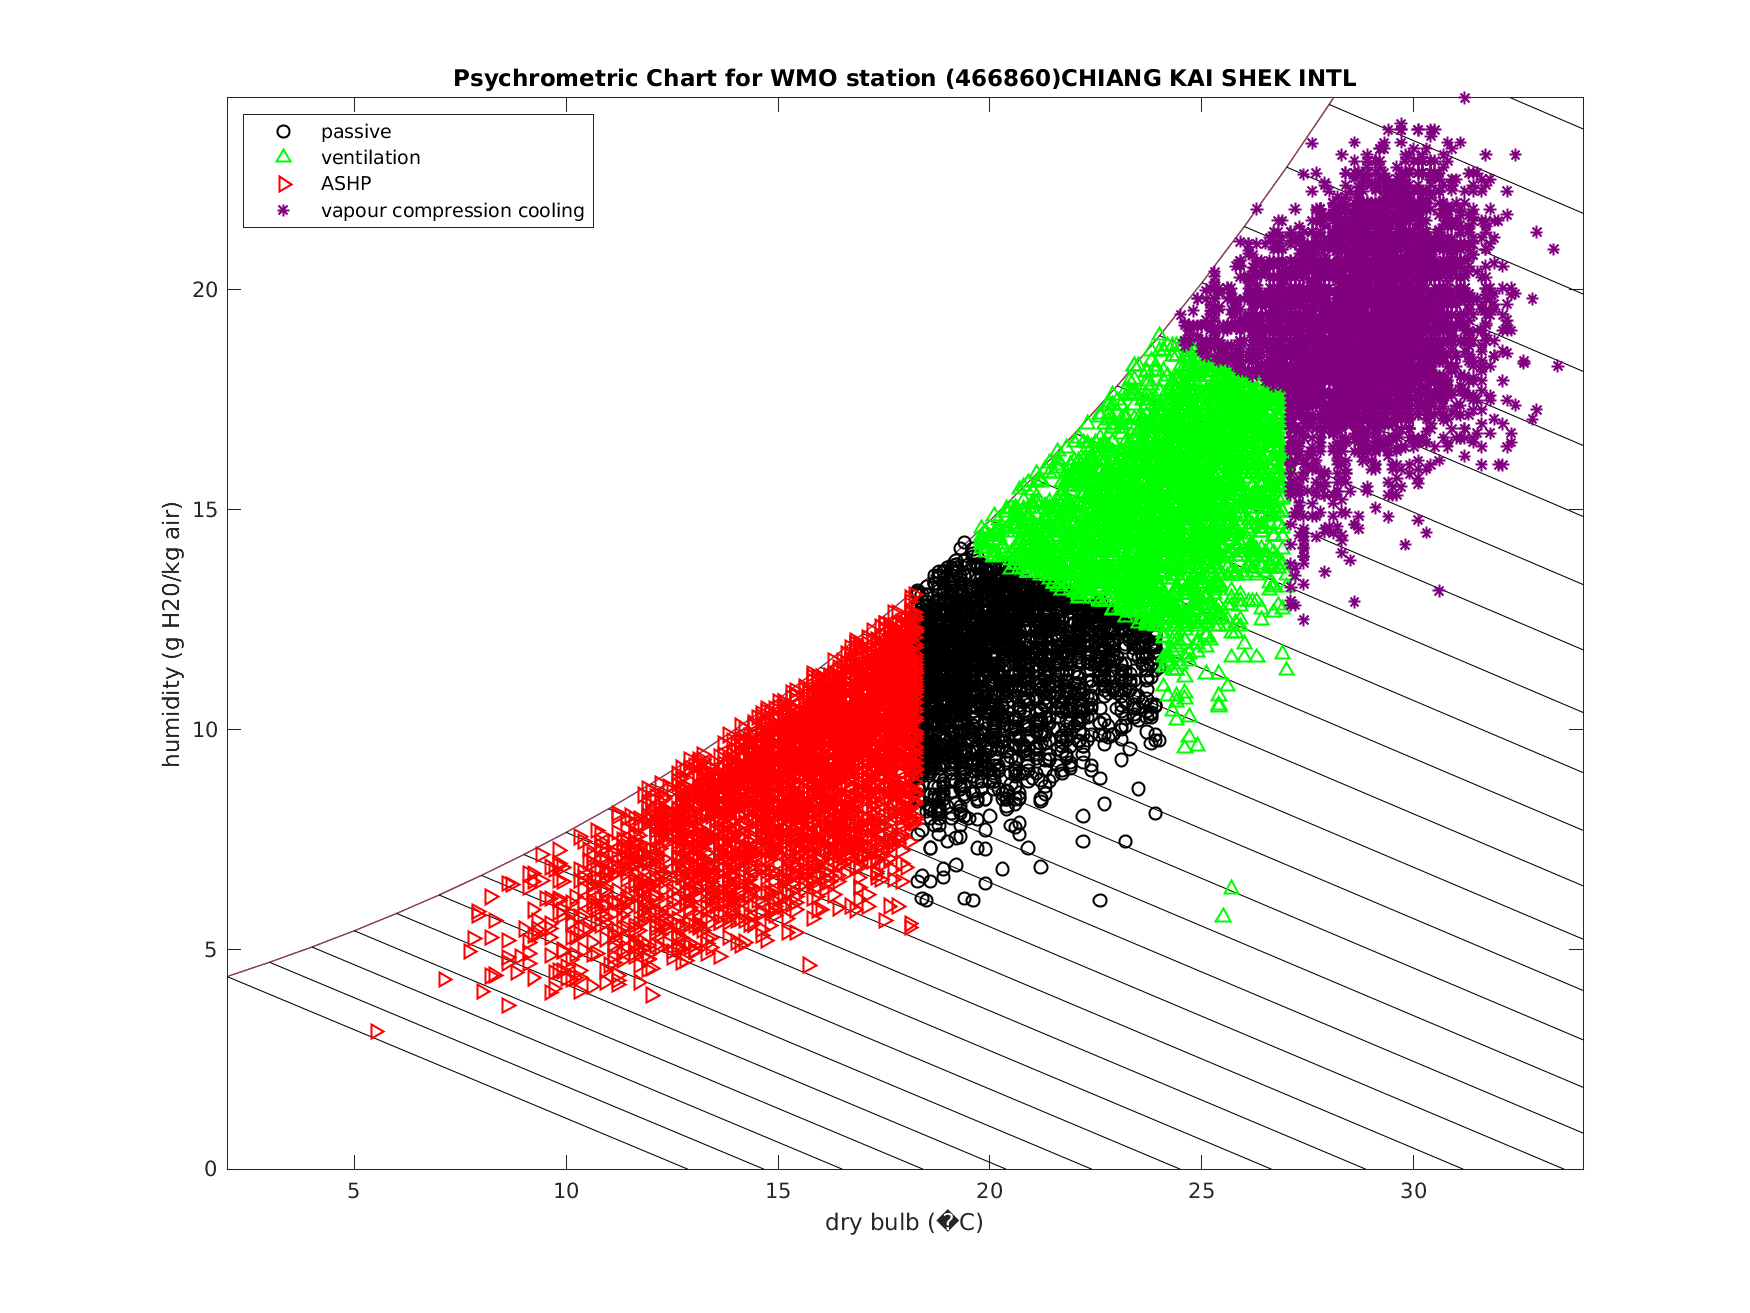 Psychrometric Chart for WMO station (466860)CHIANG KAI SHEK INTL
passive
ventilation
ASHP
vapour compression cooling
humidity (g H20/kg air)
20
15
10
5
0
5 10 15 20 25 30
dry bulb (�C)